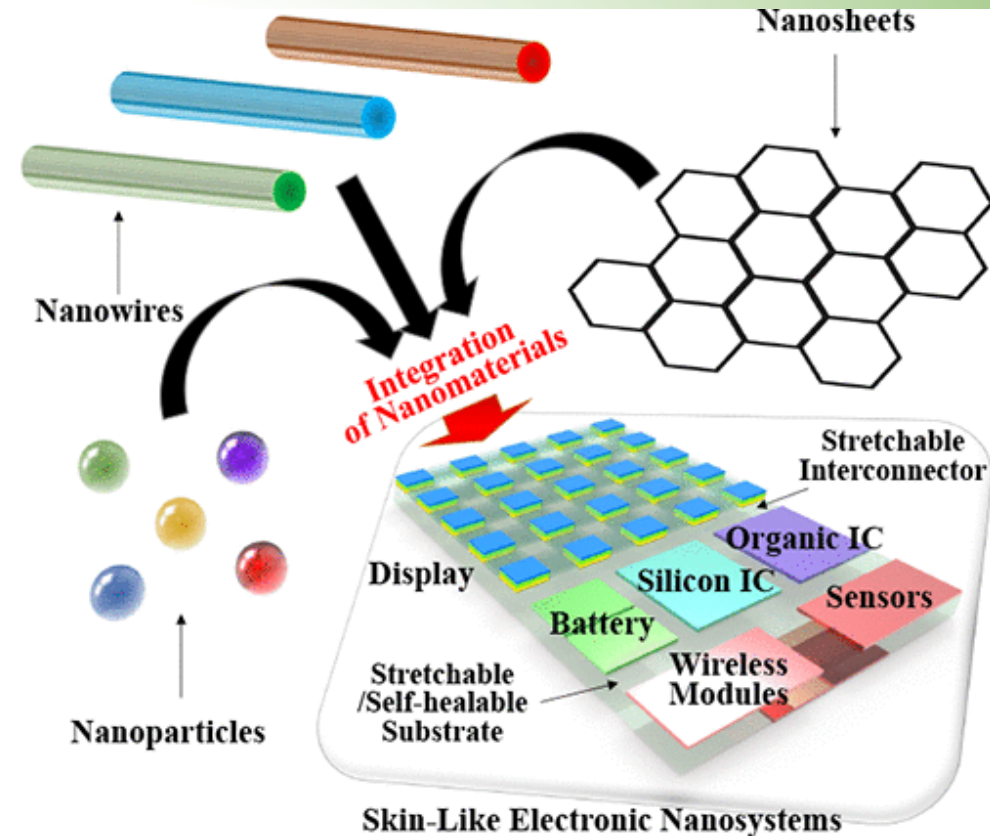 Nanosheets
Nanowires
Integration
of Nanomaterials
Stretchable
Interconnector
Organic IC
Display
Silicon IC
Sensors
Battery
Wireless
Modules
Stretchable
/Self-healable
Substrate
Nanoparticles
Skin-Like Electronic Nanosystems